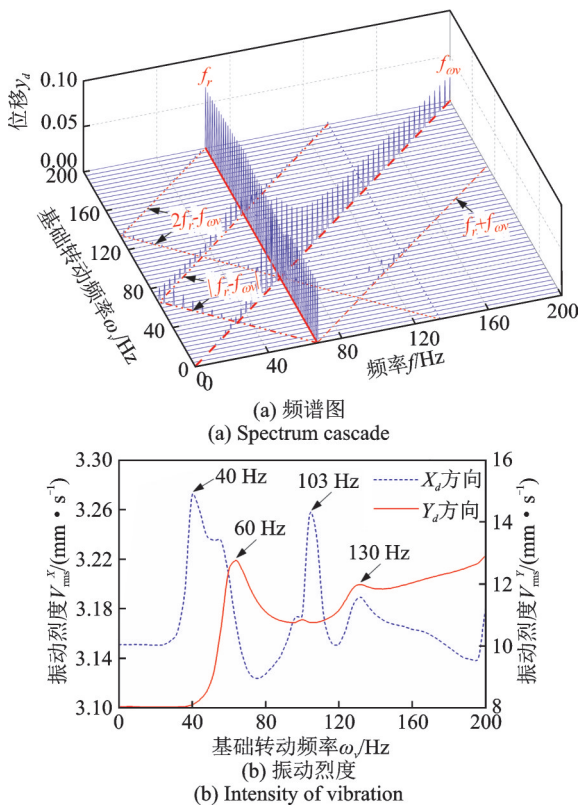 0.10
0.05
0.00
位移y_d
f_r
f_ωv
200
160
120
80
40
0
基础转动频率ω_v/Hz
2f_r-f_ωv
|f_r-f_ωv|
f_r+f_ωv
0
40
80
120
160
200
频率f/Hz
(a) 频谱图
(a) Spectrum cascade
3.30
3.26
3.22
3.18
3.14
3.10
振动烈度V^X_rms/(mm·s⁻¹)
40 Hz
60 Hz
103 Hz
130 Hz
X_d方向
Y_d方向
16
14
12
10
8
振动烈度V^Y_rms/(mm·s⁻¹)
0 40 80 120 160 200
基础转动频率ω_v/Hz
(b) 振动烈度
(b) Intensity of vibration